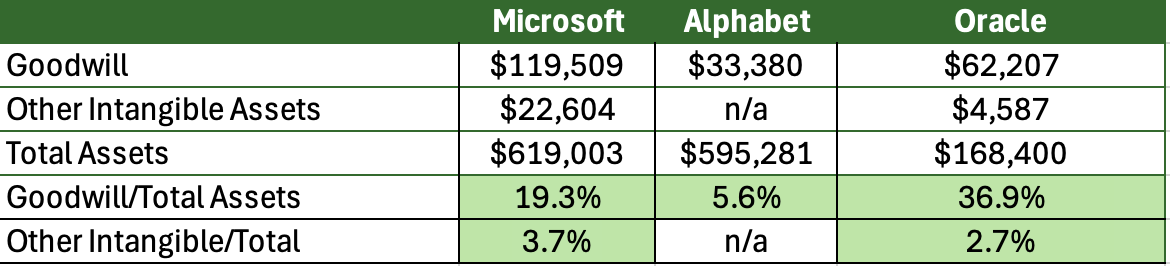 Microsoft Alphabet Oracle
Goodwill $119,509 $33,380 $62,207
Other Intangible Assets $22,604 n/a $4,587
Total Assets $619,003 $595,281 $168,400
Goodwill/Total Assets 19.3% 5.6% 36.9%
Other Intangible/Total 3.7% n/a 2.7%